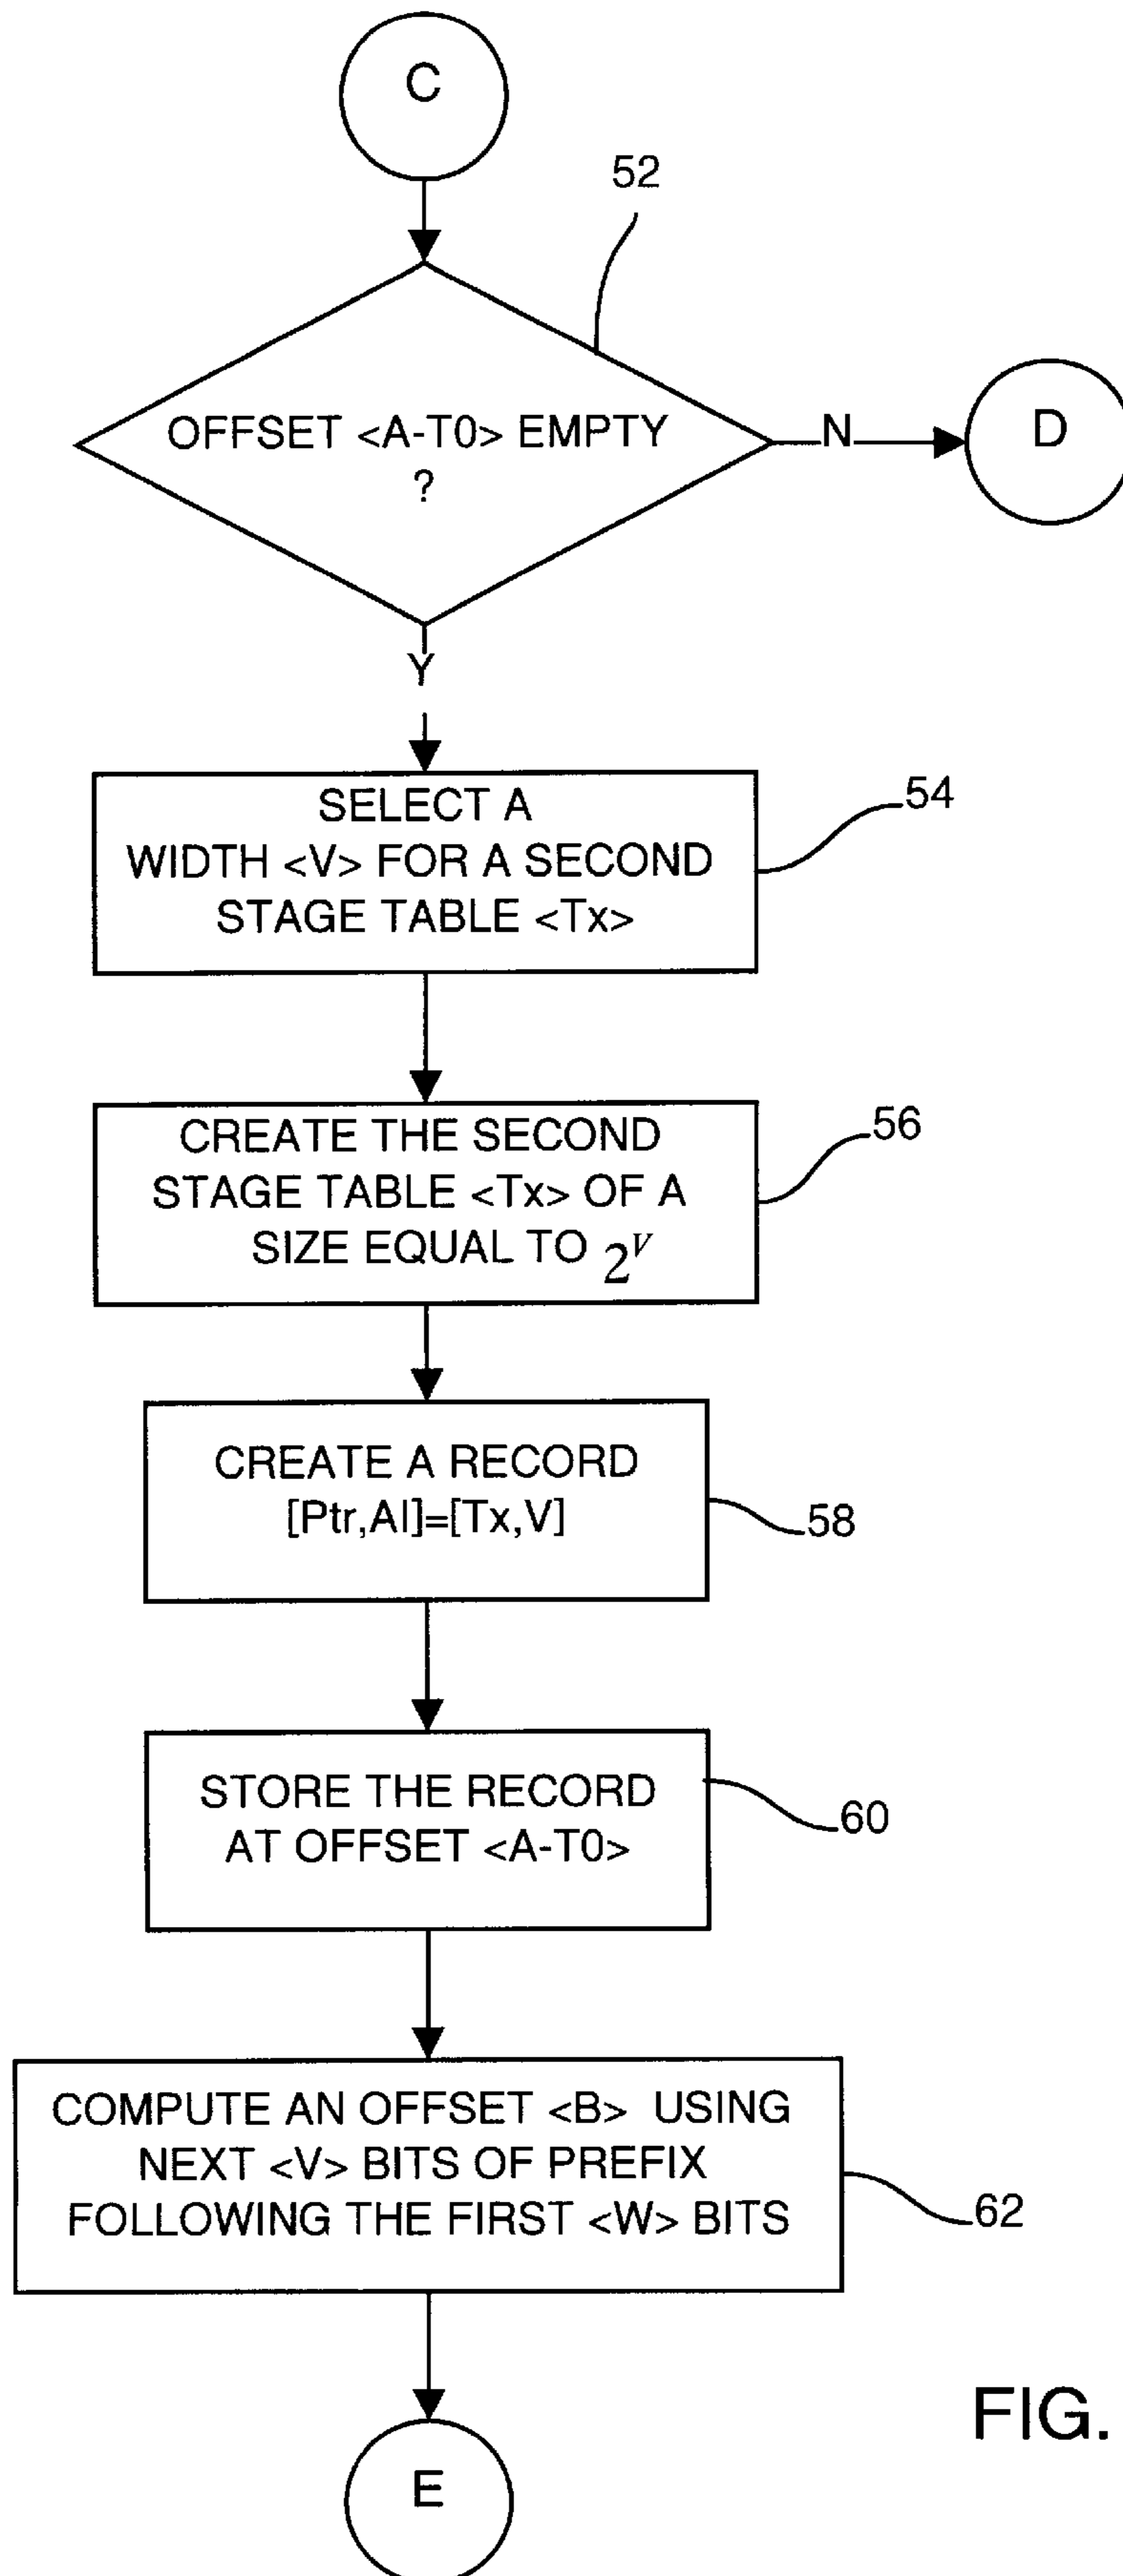 C
52
OFFSET <A-T0> EMPTY
?
N
D
Y
SELECT A
WIDTH <V> FOR A SECOND
STAGE TABLE <Tx>
54
CREATE THE SECOND
STAGE TABLE <Tx> OF A
SIZE EQUAL TO 2^V
56
CREATE A RECORD
[Ptr,AI]=[Tx,V]
58
STORE THE RECORD
AT OFFSET <A-T0>
60
COMPUTE AN OFFSET <B> USING
NEXT <V> BITS OF PREFIX
FOLLOWING THE FIRST <W> BITS
62
E
FIG.